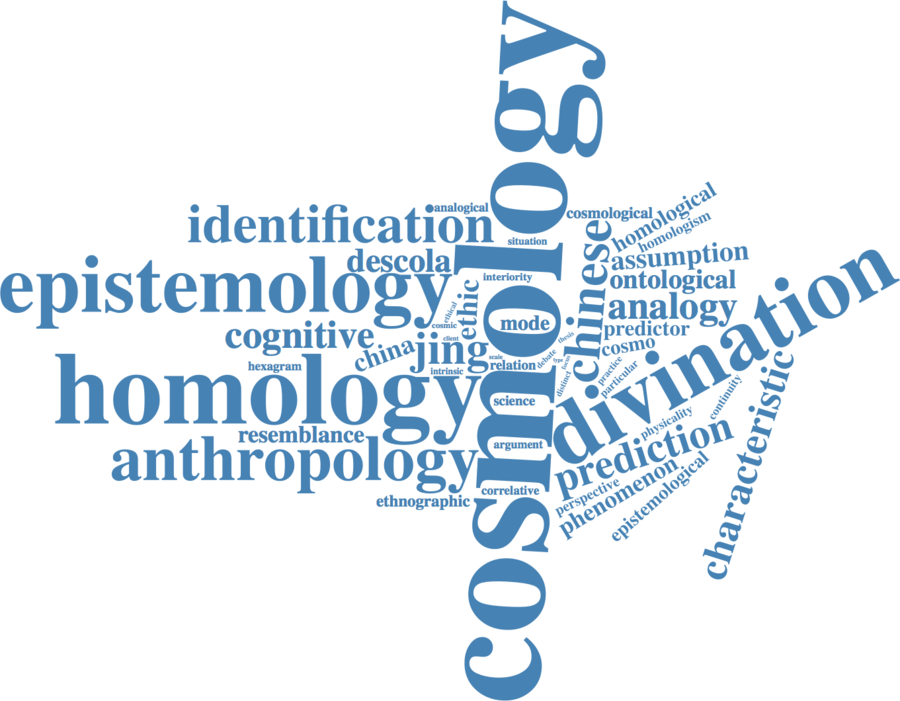 cosmology
analogical
identification
cosmological
homological
homologism
situation
descola
assumption
epistemology
interiority
ontological
ethic
ethical
chinese
analogy
mode
cosmic
cognitive
client
thesis
predictor
jing
china
debate
cosmo
scale
type
focus
hexagram
intrinsic
relation
distinct
practice
particular
divination
homology
science
continuity
characteristic
resemblance
physicality
argument
anthropology
prediction
phenomenon
perspective
epistemological
ethnographic
correlative